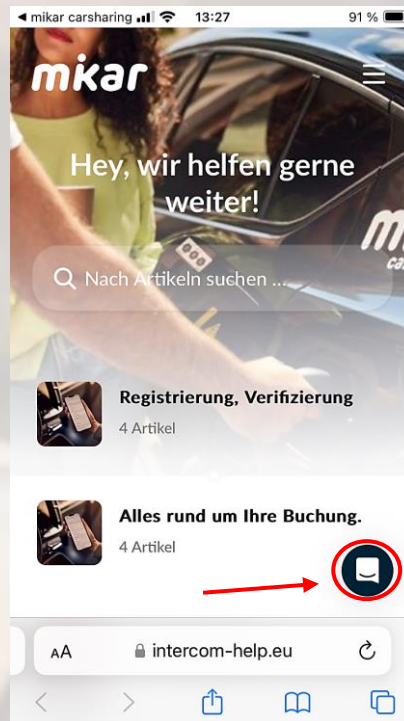 mikar carsharing 13:27 91 %
mikar
Hey, wir helfen gerne
weiter!
Nach Artikeln suchen ...
Registrierung, Verifizierung
4 Artikel
Alles rund um Ihre Buchung.
4 Artikel
AA intercom-help.eu